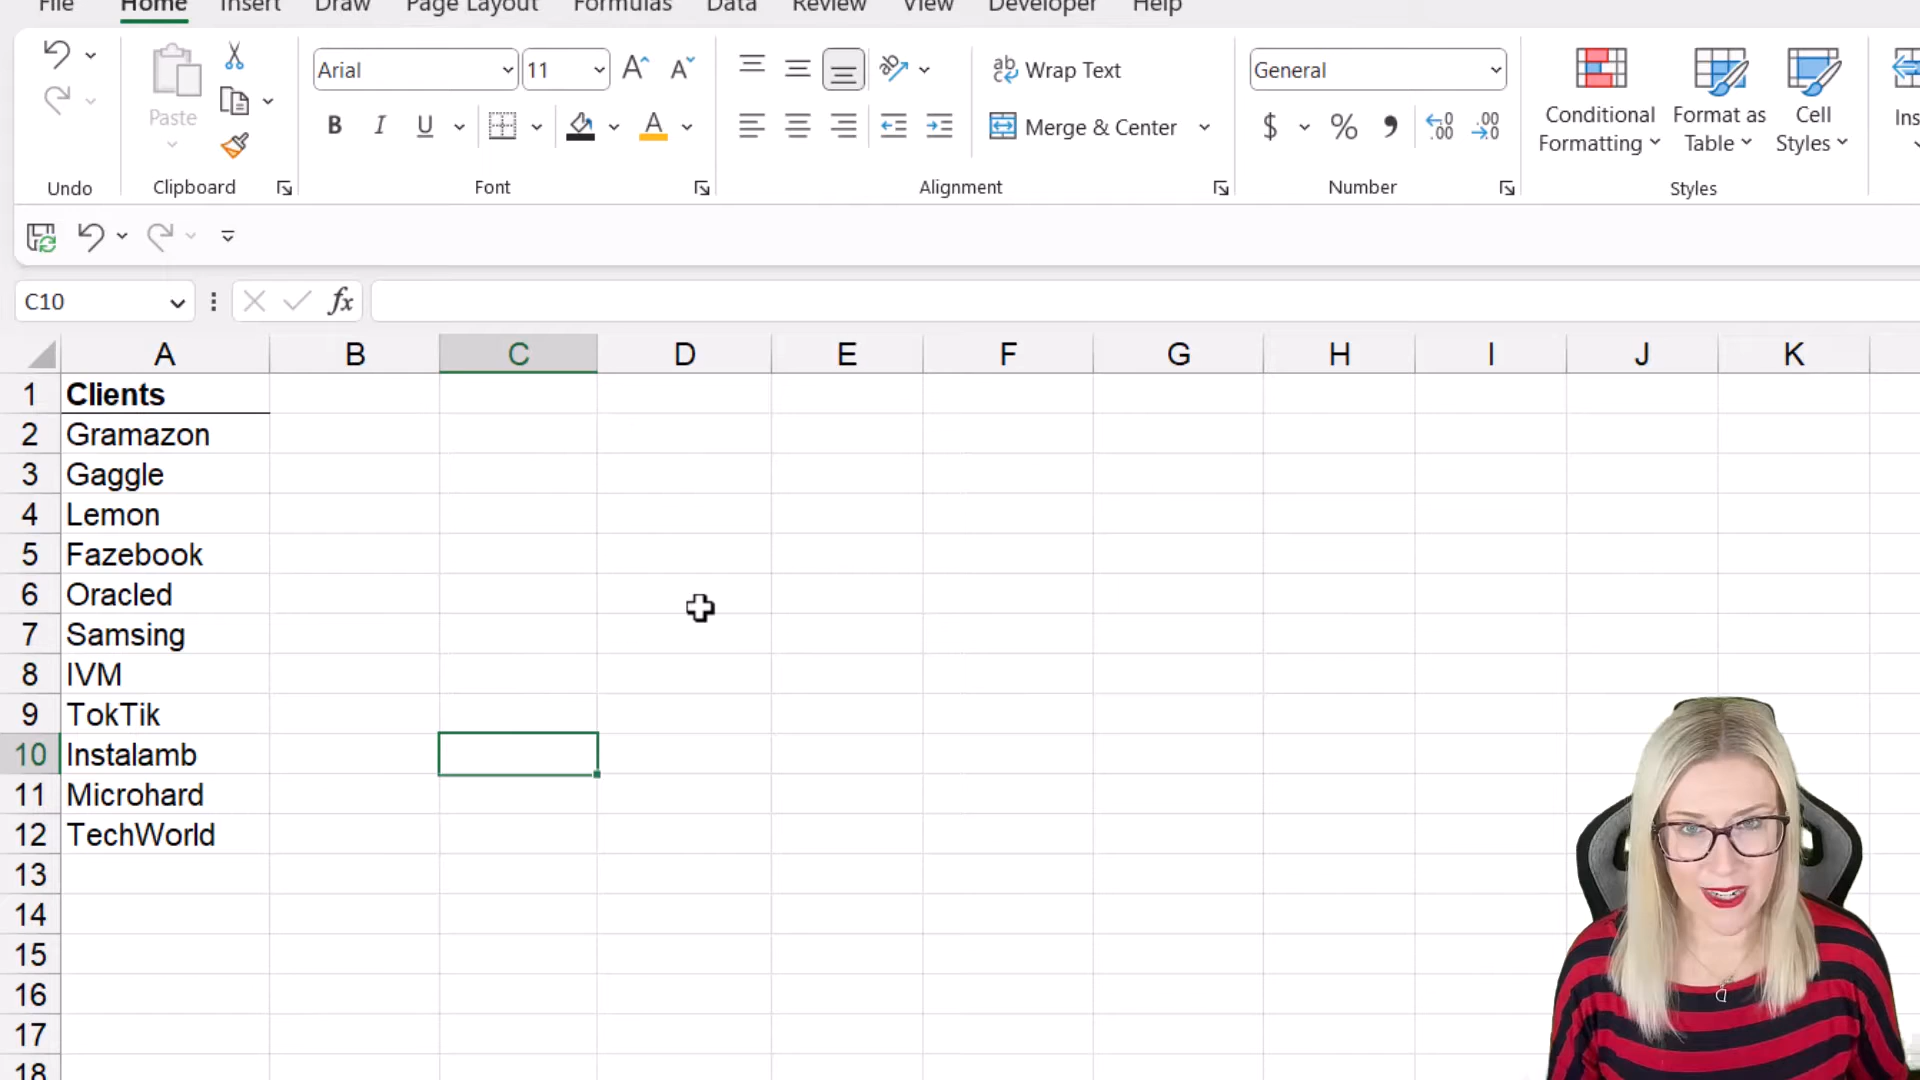 File Home Insert Draw Page Layout Formulas Data Review View Developer Help
Arial 11 Wrap Text General
Paste Conditional Formatting Format as Table Cell Styles
B I U A Merge & Center $ % 9 .00 .00
Undo Clipboard Font Alignment Number Styles
C10 fx
A B C D E F G H I J K
1 Clients
2 Gramazon
3 Gaggle
4 Lemon
5 Fazebook
6 Oracled
7 Samsing
8 IVM
9 TokTik
10 Instalamb
11 Microhard
12 TechWorld
13
14
15
16
17
18